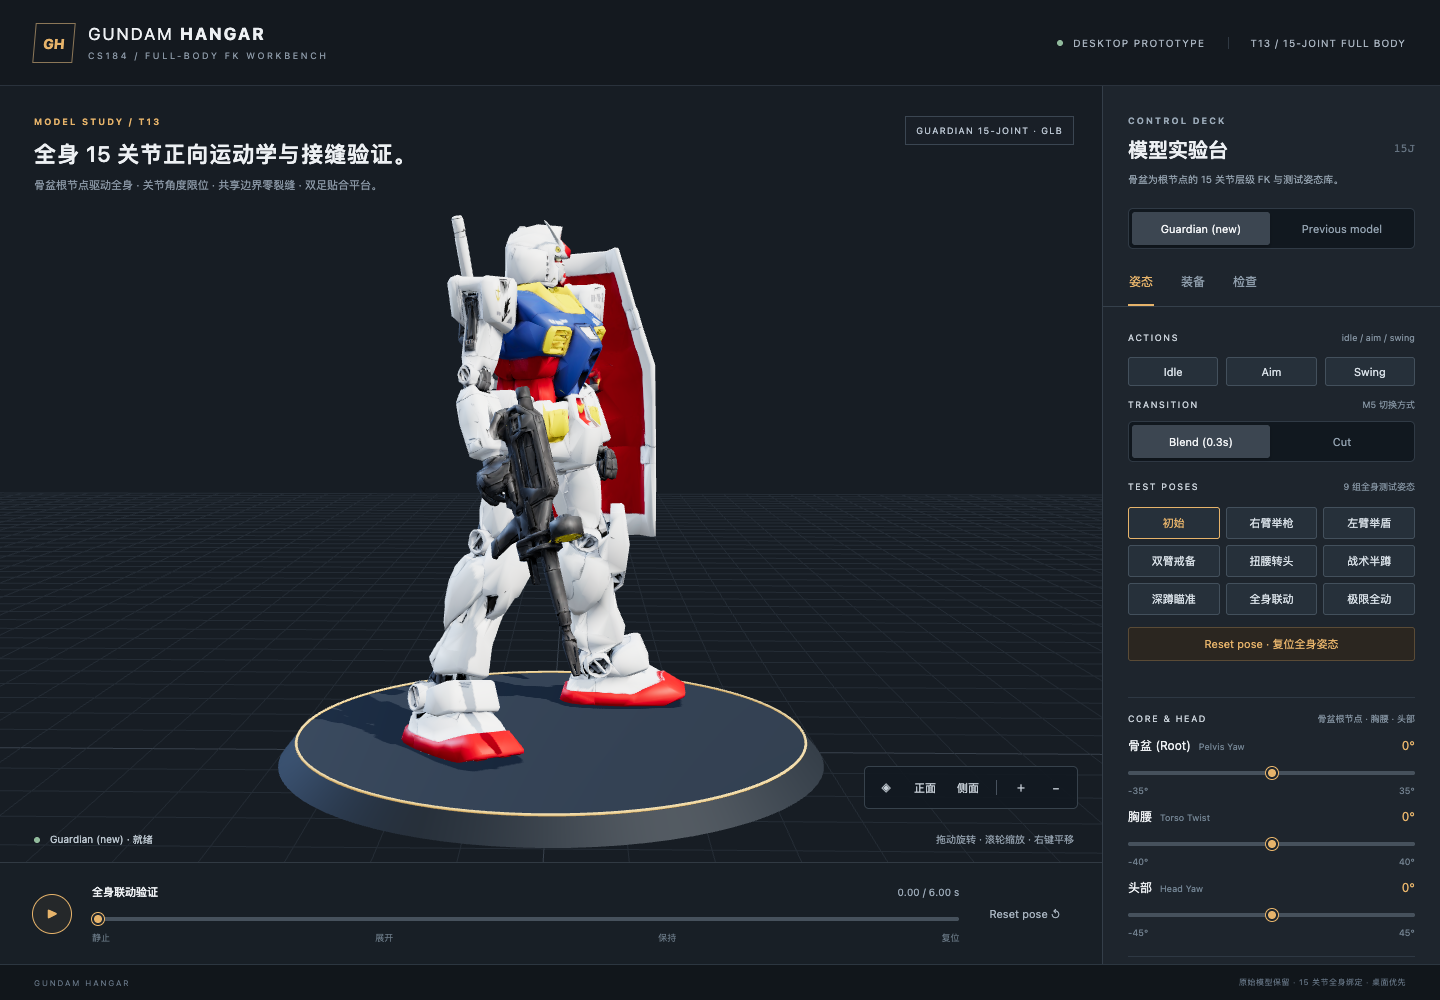 GH
GUNDAM HANGAR
CS184 / FULL-BODY FK WORKBENCH
DESKTOP PROTOTYPE
T13 / 15-JOINT FULL BODY
MODEL STUDY / T13
全身 15 关节正向运动学与接缝验证。
骨盆根节点驱动全身 · 关节角度限位 · 共享边界零裂缝 · 双足贴合平台。
GUARDIAN 15-JOINT · GLB
正面 侧面 + −
Guardian (new) · 就绪
拖动旋转 · 滚轮缩放 · 右键平移
全身联动验证
0.00 / 6.00 s
静止 展开 保持 复位
Reset pose
CONTROL DECK
模型实验台
15J
骨盆为根节点的 15 关节层级 FK 与测试姿态库。
Guardian (new) Previous model
姿态 装备 检查
ACTIONS
idle / aim / swing
Idle Aim Swing
TRANSITION
M5 切换方式
Blend (0.3s) Cut
TEST POSES
9 组全身测试姿态
初始 右臂举枪 左臂举盾
双臂戒备 扭腰转头 战术半蹲
深蹲瞄准 全身联动 极限全动
Reset pose · 复位全身姿态
CORE & HEAD
骨盆根节点 · 胸腰 · 头部
骨盆 (Root) Pelvis Yaw 0°
-35° 35°
胸腰 Torso Twist 0°
-40° 40°
头部 Head Yaw 0°
-45° 45°
GUNDAM HANGAR
原始模型保留 · 15 关节全身绑定 · 桌面优先